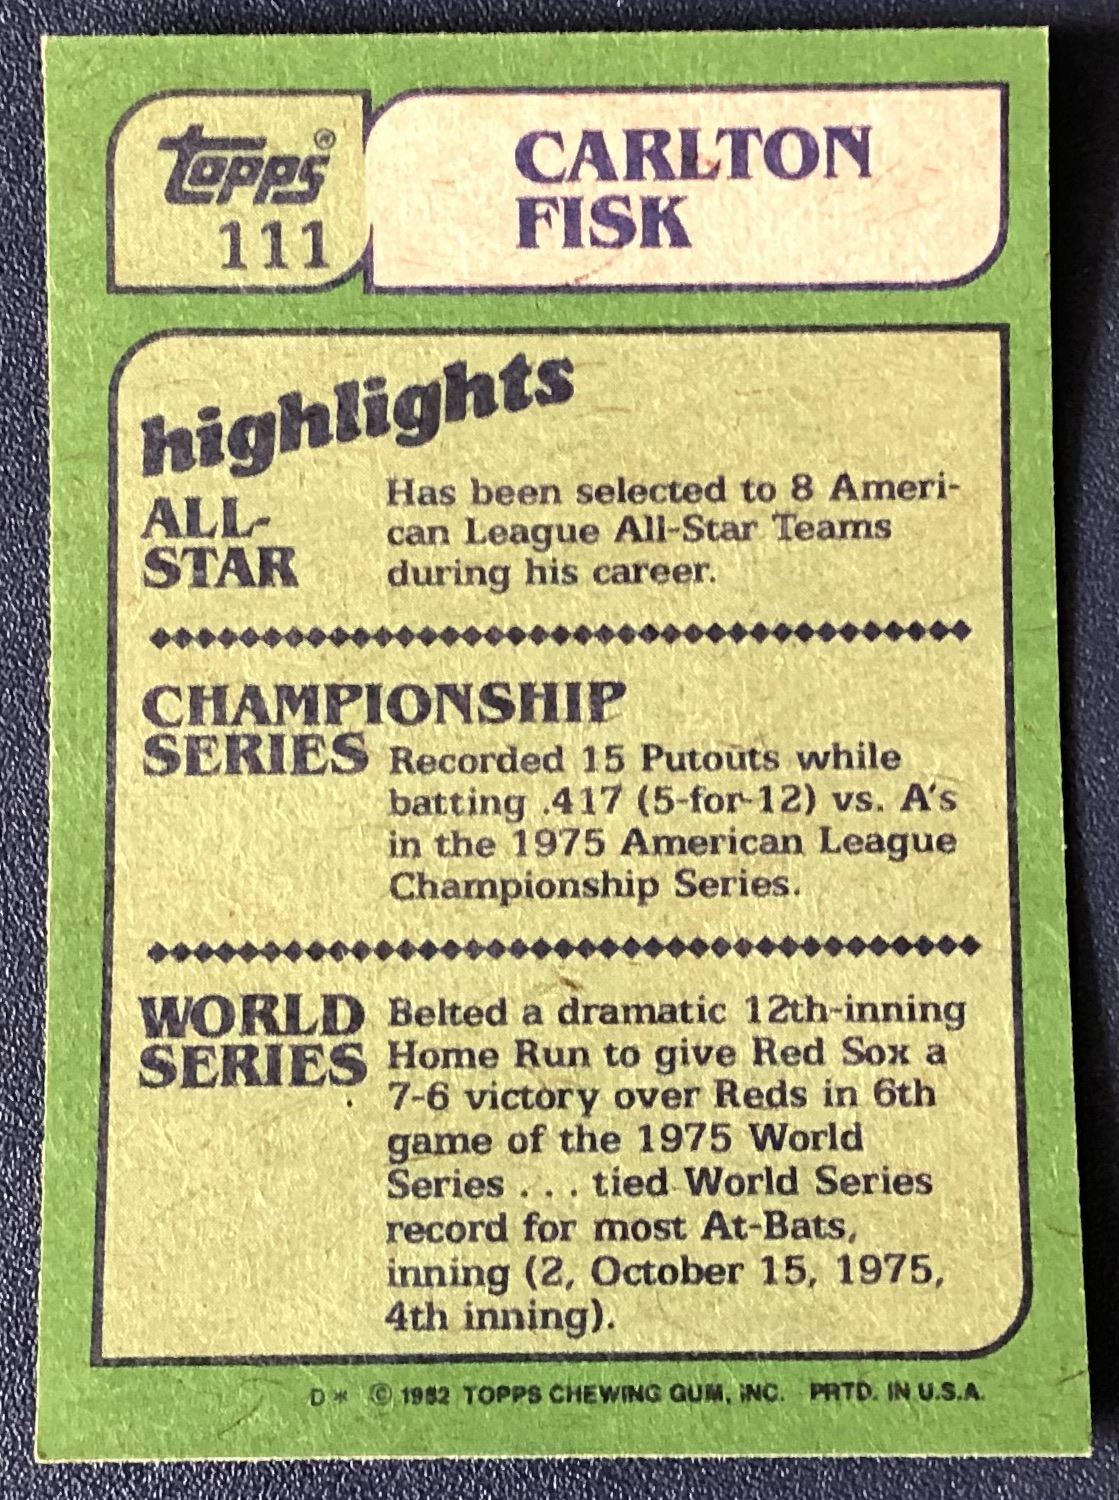 Topps®
111
CARLTON
FISK
highlights
ALL-
STAR
Has been selected to 8 Ameri-
can League All-Star Teams
during his career.
CHAMPIONSHIP
SERIES
Recorded 15 Putouts while
batting .417 (5-for-12) vs. A's
in the 1975 American League
Championship Series.
WORLD
SERIES
Belted a dramatic 12th-inning
Home Run to give Red Sox a
7-6 victory over Reds in 6th
game of the 1975 World
Series . . . tied World Series
record for most At-Bats,
inning (2, October 15, 1975,
4th inning).
D* © 1982 TOPPS CHEWING GUM, INC. PRTD. IN U.S.A.